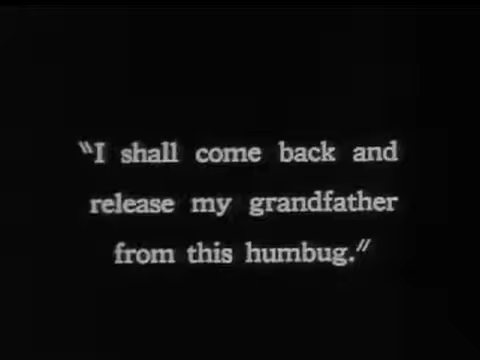 "I shall come back and
release my grandfather
from this humbug."